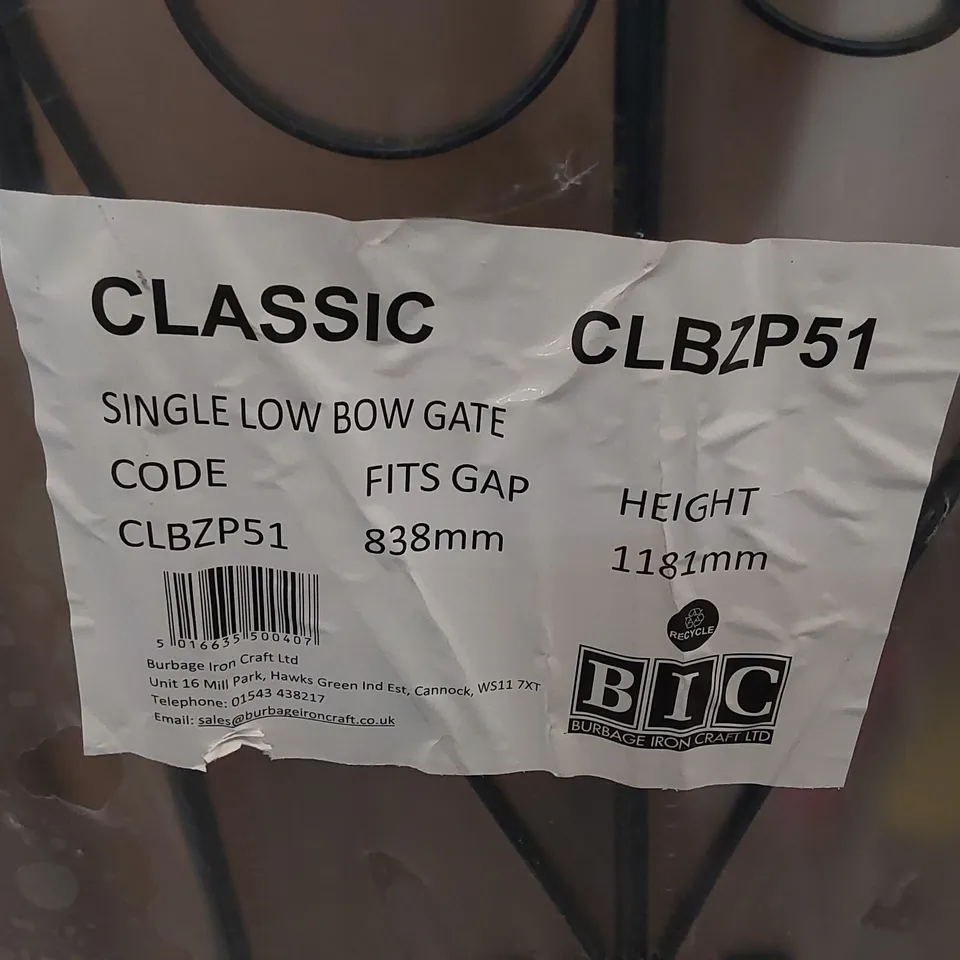 CLASSIC CLBZP51
SINGLE LOW BOW GATE
CODE FITS GAP HEIGHT
CLBZP51 838mm 1181mm
5 016635 500407
Burbage Iron Craft Ltd
Unit 16 Mill Park, Hawks Green Ind Est, Cannock, WS11 7XT
Telephone: 01543 438217
Email: sales@burbageironcraft.co.uk
RECYCLE
BIC
BURBAGE IRON CRAFT LTD